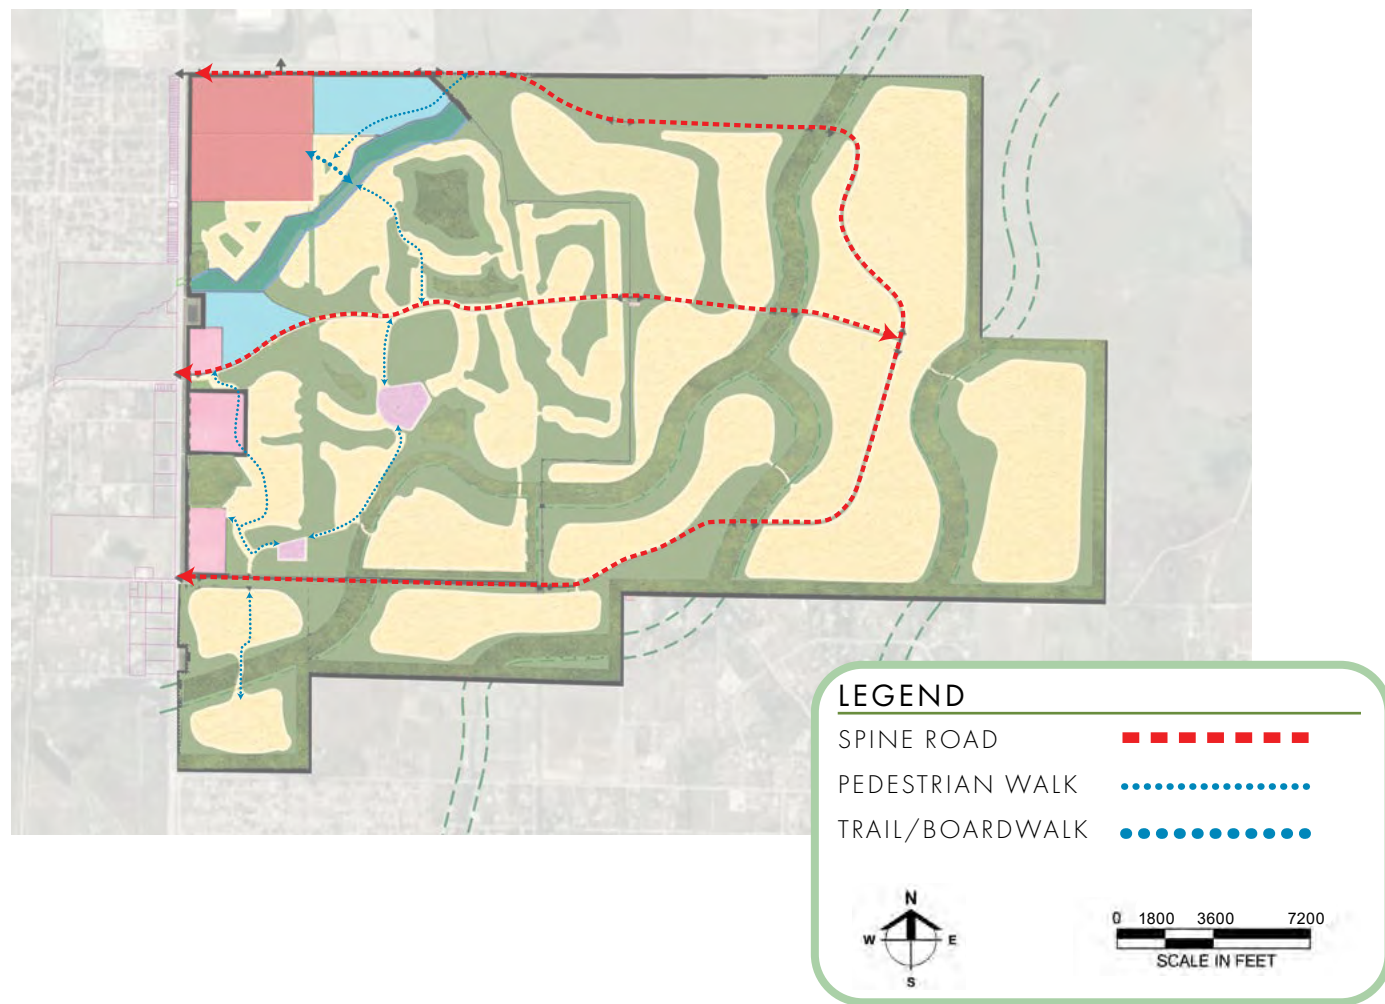 LEGEND
SPINE ROAD
PEDESTRIAN WALK
TRAIL/BOARDWALK
N
W E
S
0 1800 3600 7200
SCALE IN FEET